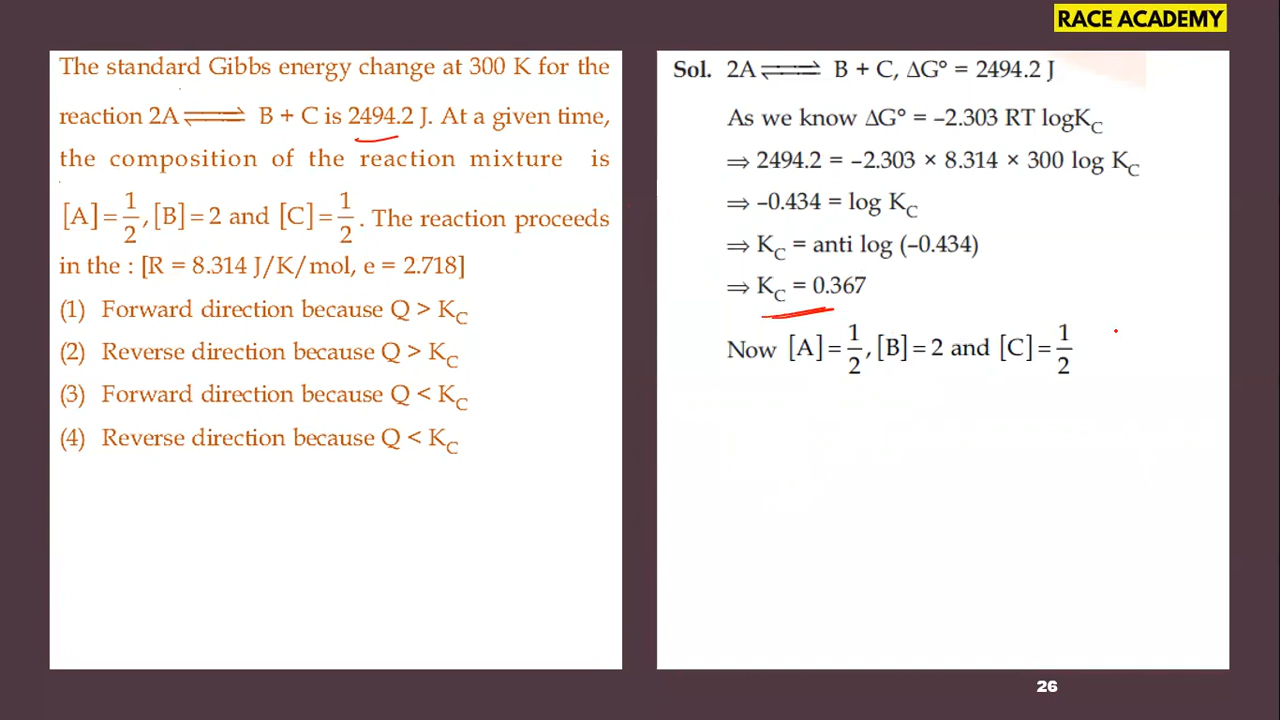 RACE ACADEMY
The standard Gibbs energy change at 300 K for the
reaction 2A ⇌ B + C is 2494.2 J. At a given time,
the composition of the reaction mixture is
[A] = 1/2, [B] = 2 and [C] = 1/2. The reaction proceeds
in the : [R = 8.314 J/K/mol, e = 2.718]
(1) Forward direction because Q > K_C
(2) Reverse direction because Q > K_C
(3) Forward direction because Q < K_C
(4) Reverse direction because Q < K_C
Sol. 2A ⇌ B + C, ΔG° = 2494.2 J
As we know ΔG° = –2.303 RT logK_C
⇒ 2494.2 = –2.303 × 8.314 × 300 log K_C
⇒ –0.434 = log K_C
⇒ K_C = anti log (–0.434)
⇒ K_C = 0.367
Now [A] = 1/2, [B] = 2 and [C] = 1/2
26